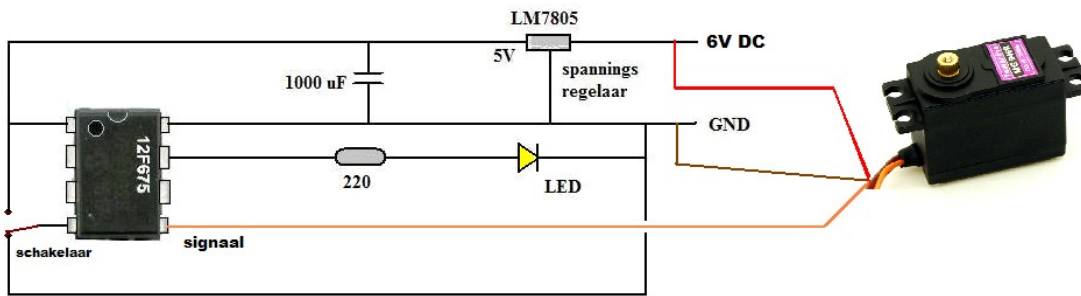 LM7805
5V
6V DC
1000 uF
spannings
regelaar
12F675
GND
220
LED
schakelaar
signaal